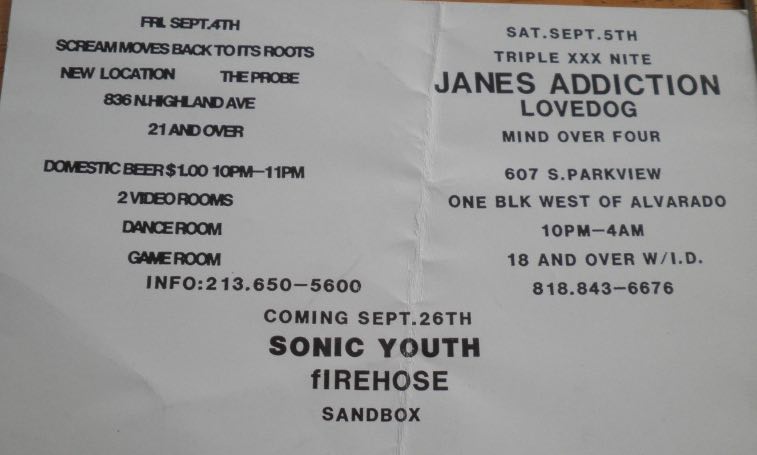 FRI. SEPT.4TH
SCREAM MOVES BACK TO ITS ROOTS
NEW LOCATION THE PROBE
836 N.HIGHLAND AVE
21 AND OVER
DOMESTIC BEER $1.00 10PM—11PM
2 VIDEO ROOMS
DANCE ROOM
GAME ROOM
INFO:213.650—5600
SAT.SEPT.5TH
TRIPLE XXX NITE
JANES ADDICTION
LOVEDOG
MIND OVER FOUR
607 S.PARKVIEW
ONE BLK WEST OF ALVARADO
10PM—4AM
18 AND OVER W/I.D.
818.843—6676
COMING SEPT.26TH
SONIC YOUTH
fIREHOSE
SANDBOX